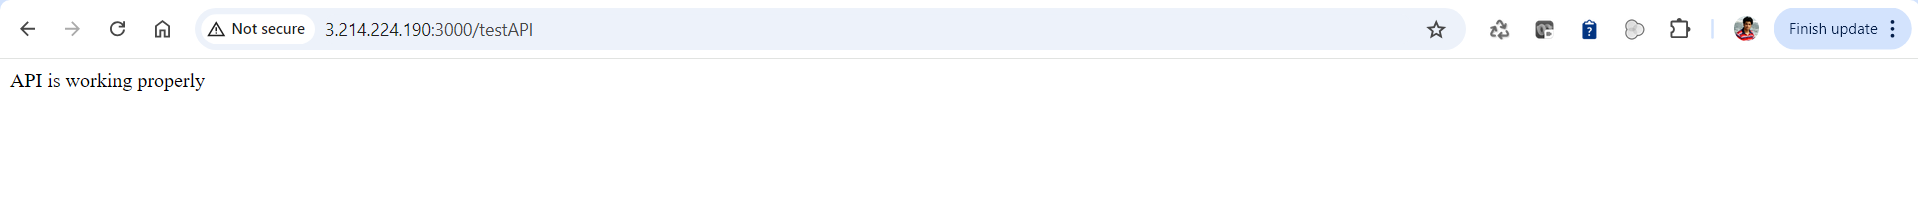 Not secure 3.214.224.190:3000/testAPI Finish update
API is working properly